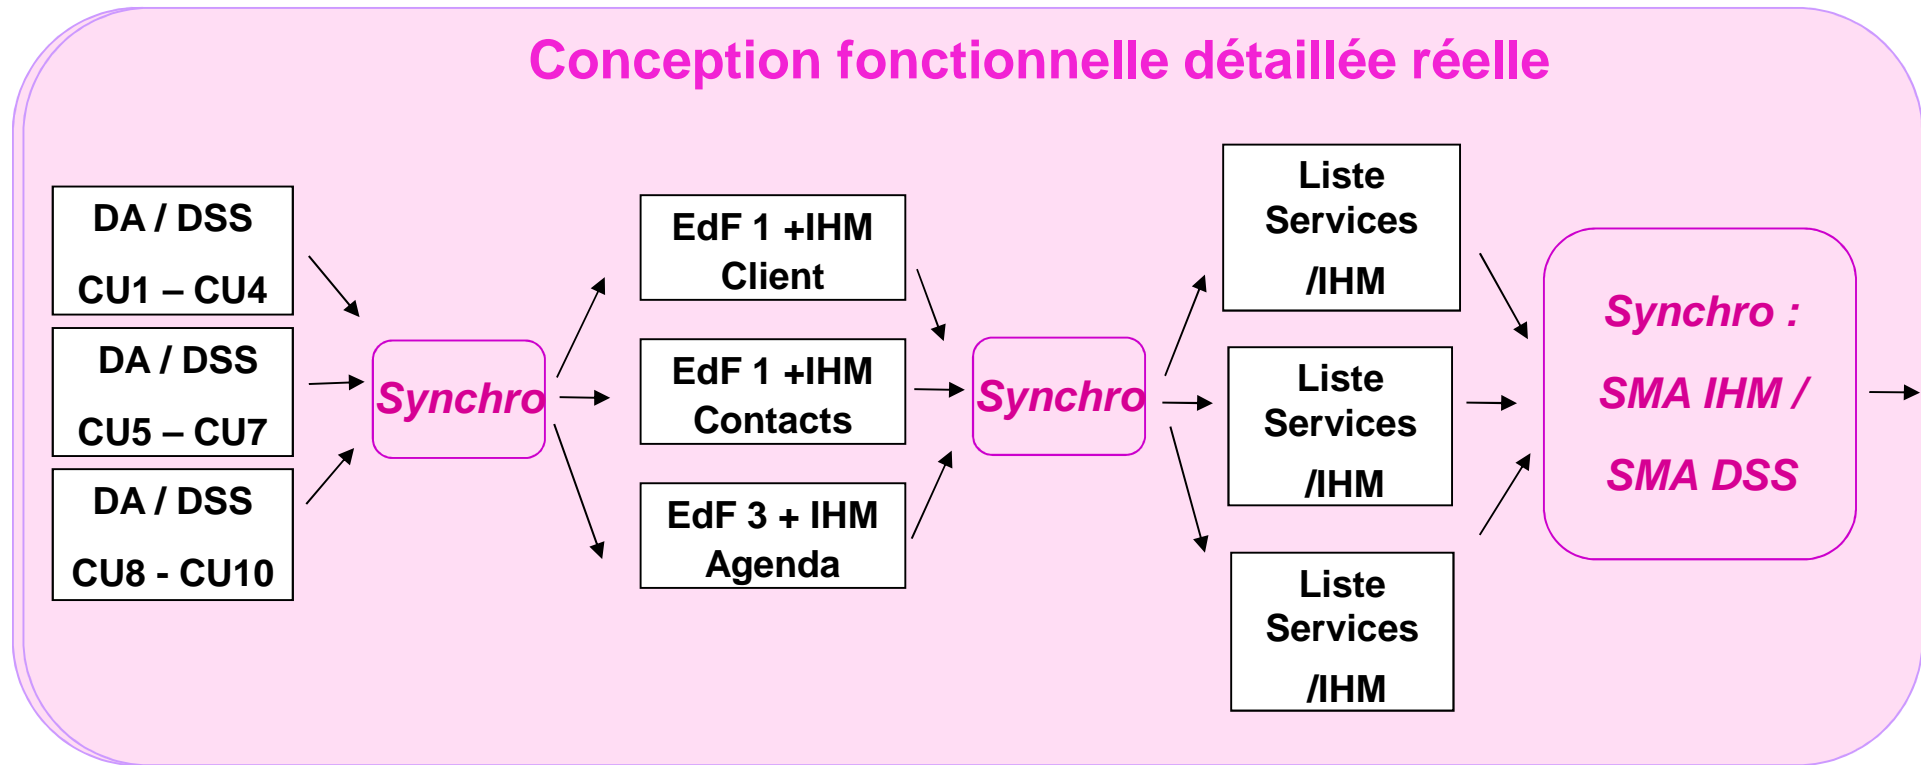 Conception fonctionnelle détaillée réelle
DA / DSS
CU1 – CU4
DA / DSS
CU5 – CU7
DA / DSS
CU8 - CU10
Synchro
EdF 1 +IHM
Client
EdF 1 +IHM
Contacts
EdF 3 + IHM
Agenda
Synchro
Liste
Services
/IHM
Liste
Services
/IHM
Liste
Services
/IHM
Synchro :
SMA IHM /
SMA DSS